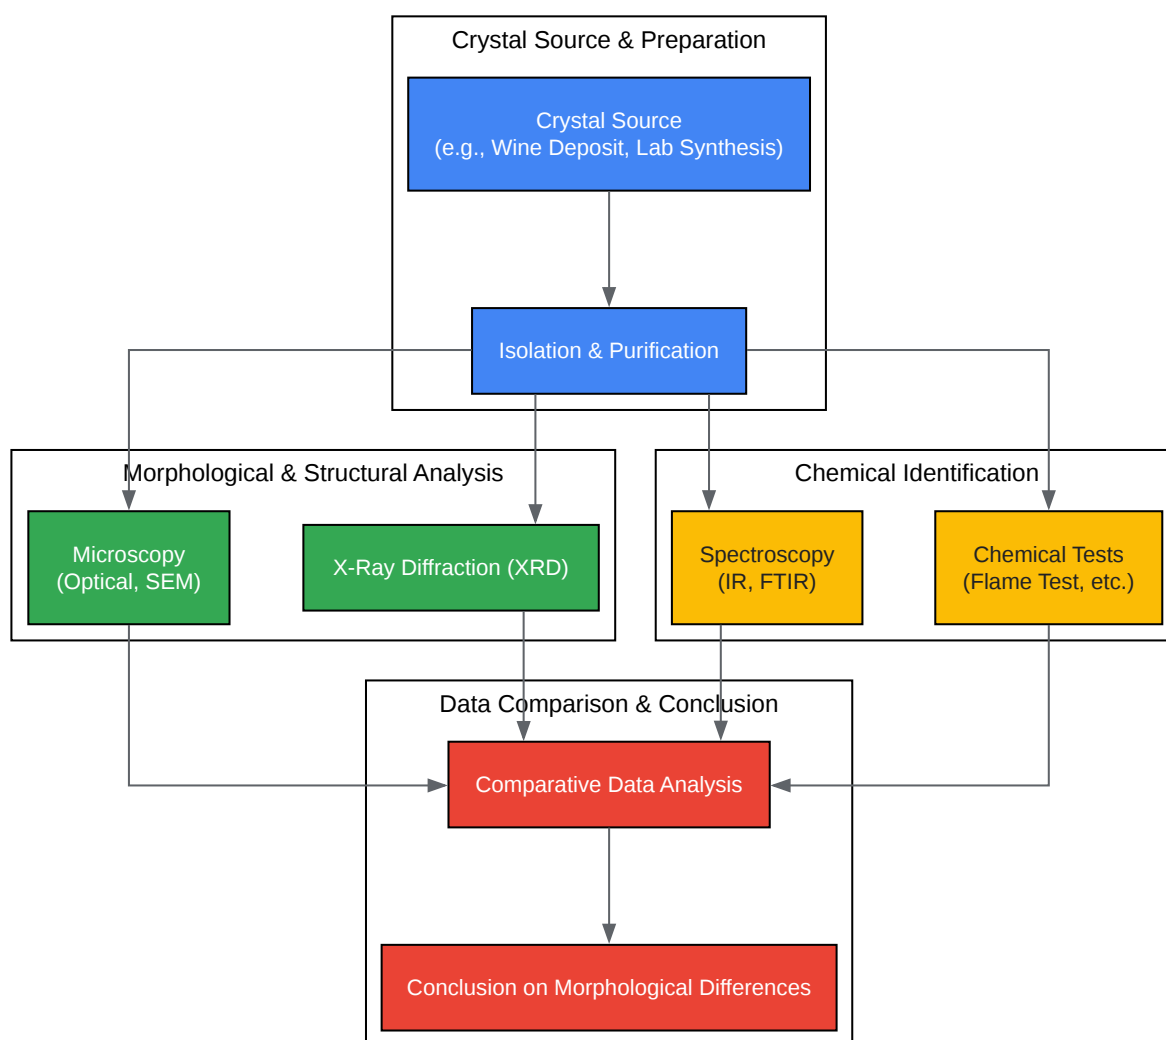 Crystal Source & Preparation
Crystal Source
(e.g., Wine Deposit, Lab Synthesis)
Isolation & Purification
Morphological & Structural Analysis
Microscopy
(Optical, SEM)
X-Ray Diffraction (XRD)
Chemical Identification
Spectroscopy
(IR, FTIR)
Chemical Tests
(Flame Test, etc.)
Data Comparison & Conclusion
Comparative Data Analysis
Conclusion on Morphological Differences